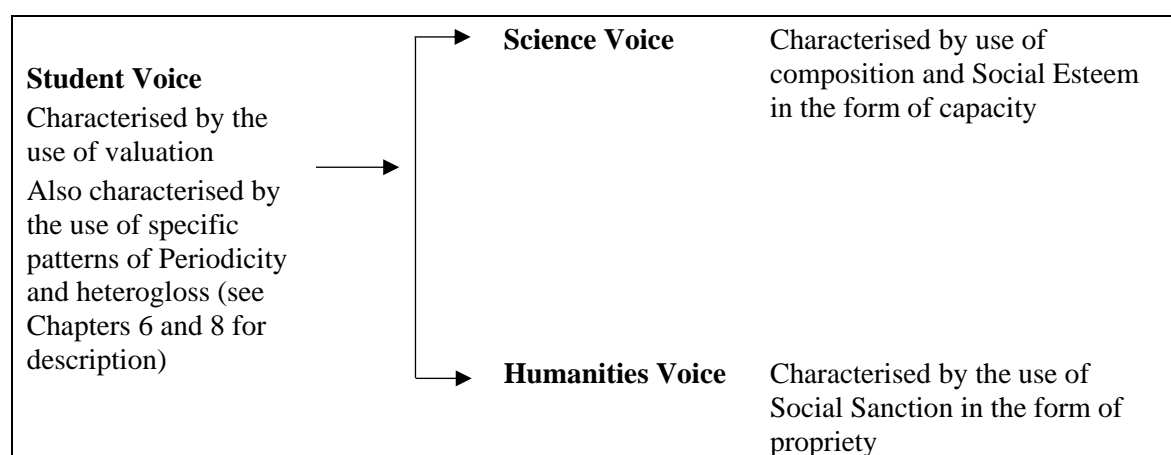 Student Voice
Characterised by the
use of valuation
Also characterised by
the use of specific
patterns of Periodicity
and heterogloss (see
Chapters 6 and 8 for
description)
Science Voice
Characterised by use of
composition and Social Esteem
in the form of capacity
Humanities Voice
Characterised by the use of
Social Sanction in the form of
propriety